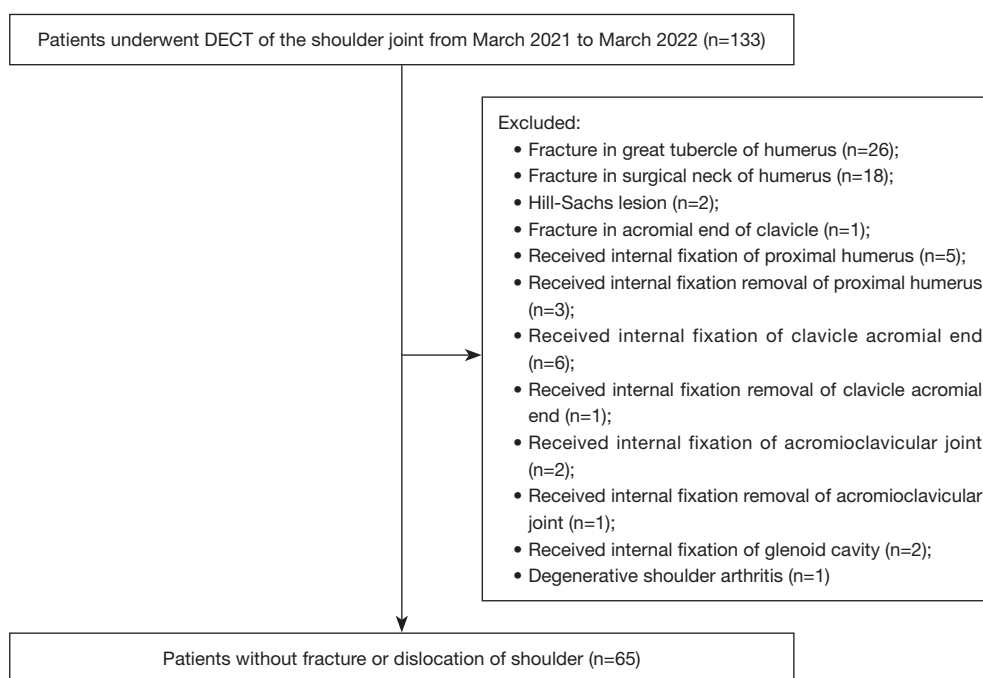 Patients underwent DECT of the shoulder joint from March 2021 to March 2022 (n=133)
Excluded:
• Fracture in great tubercle of humerus (n=26);
• Fracture in surgical neck of humerus (n=18);
• Hill-Sachs lesion (n=2);
• Fracture in acromial end of clavicle (n=1);
• Received internal fixation of proximal humerus (n=5);
• Received internal fixation removal of proximal humerus
(n=3);
• Received internal fixation of clavicle acromial end
(n=6);
• Received internal fixation removal of clavicle acromial
end (n=1);
• Received internal fixation of acromioclavicular joint
(n=2);
• Received internal fixation removal of acromioclavicular
joint (n=1);
• Received internal fixation of glenoid cavity (n=2);
• Degenerative shoulder arthritis (n=1)
Patients without fracture or dislocation of shoulder (n=65)